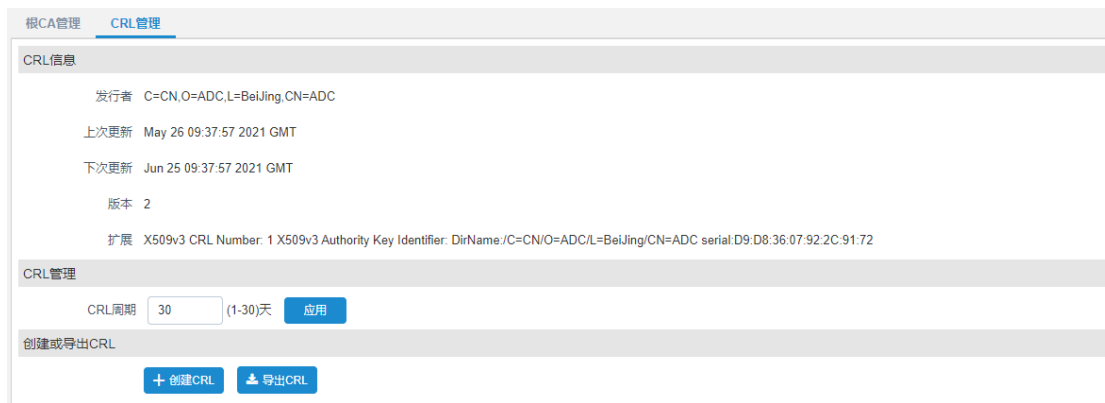 根CA管理 CRL管理
CRL信息
发行者 C=CN,O=ADC,L=BeiJing,CN=ADC
上次更新 May 26 09:37:57 2021 GMT
下次更新 Jun 25 09:37:57 2021 GMT
版本 2
扩展 X509v3 CRL Number: 1 X509v3 Authority Key Identifier: DirName:/C=CN/O=ADC/L=BeiJing/CN=ADC serial:D9:D8:36:07:92:2C:91:72
CRL管理
CRL周期 30 (1-30)天 应用
创建或导出CRL
创建CRL 导出CRL